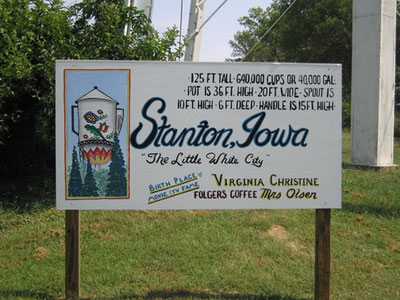 125 FT. TALL - 640,000 CUPS OR 40,000 GAL.
POT IS 36 FT. HIGH - 20 FT. WIDE - SPOUT IS
10 FT. HIGH - 6 FT. DEEP - HANDLE IS 15 FT. HIGH -
Stanton, Iowa
"The Little White City"
BIRTH PLACE of
MOVIE & TV FAME
VIRGINIA CHRISTINE
FOLGERS COFFEE Mrs Olsen